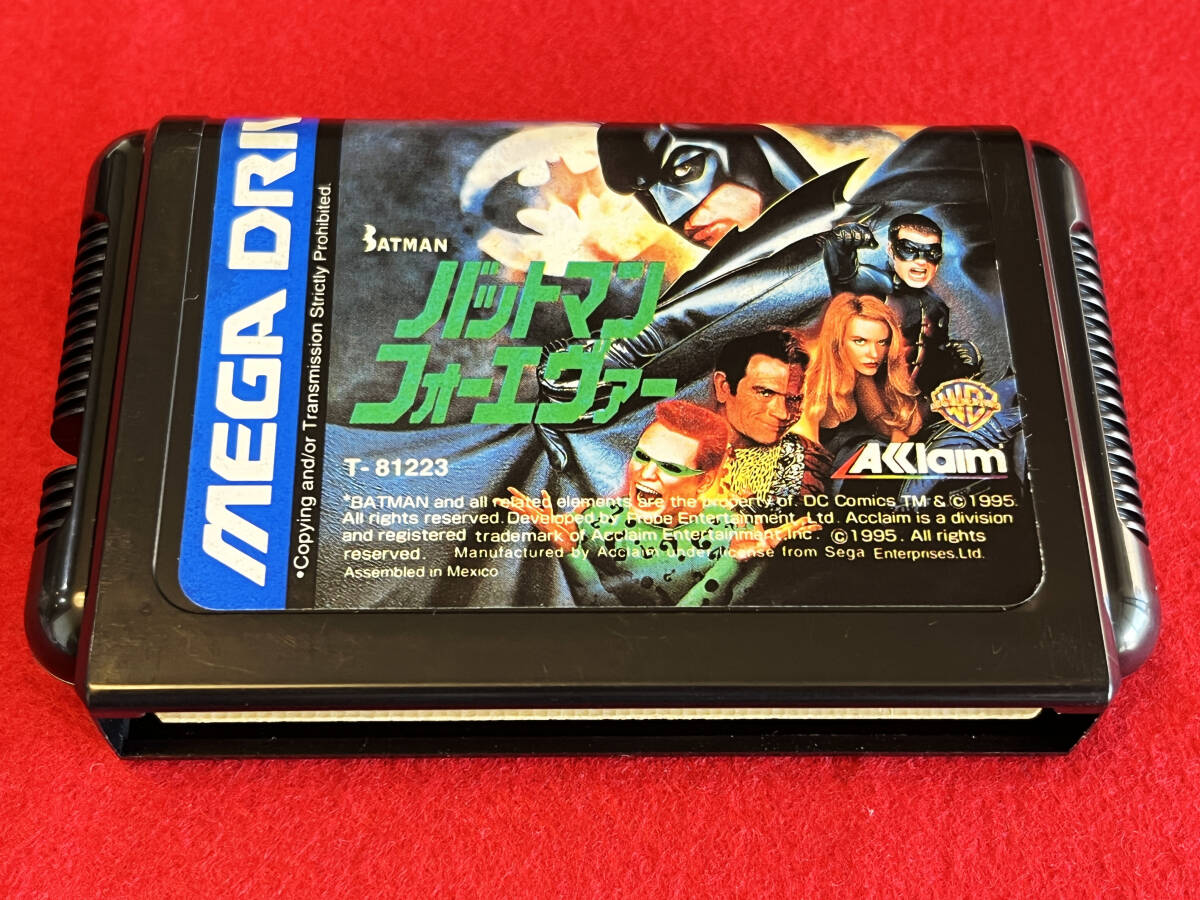 MEGA DRIV
•Copying and/or Transmission Strictly Prohibited.
BATMAN
バットマン
フォーエヴァー
WB
T-81223
AKKlaim
*BATMAN and all related elements are the property of DC Comics TM & © 1995.
All rights reserved. Developed by Probe Entertainment, Ltd. Acclaim is a division
and registered trademark of Acclaim Entertainment,Inc. © 1995. All rights
reserved. Manufactured by Acclaim under license from Sega Enterprises,Ltd.
Assembled in Mexico